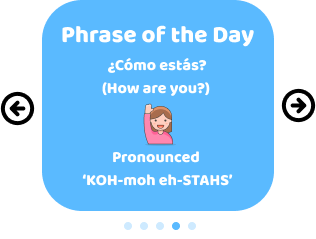 Phrase of the Day
¿Cómo estás?
(How are you?)
Pronounced
‘KOH-moh eh-STAHS’